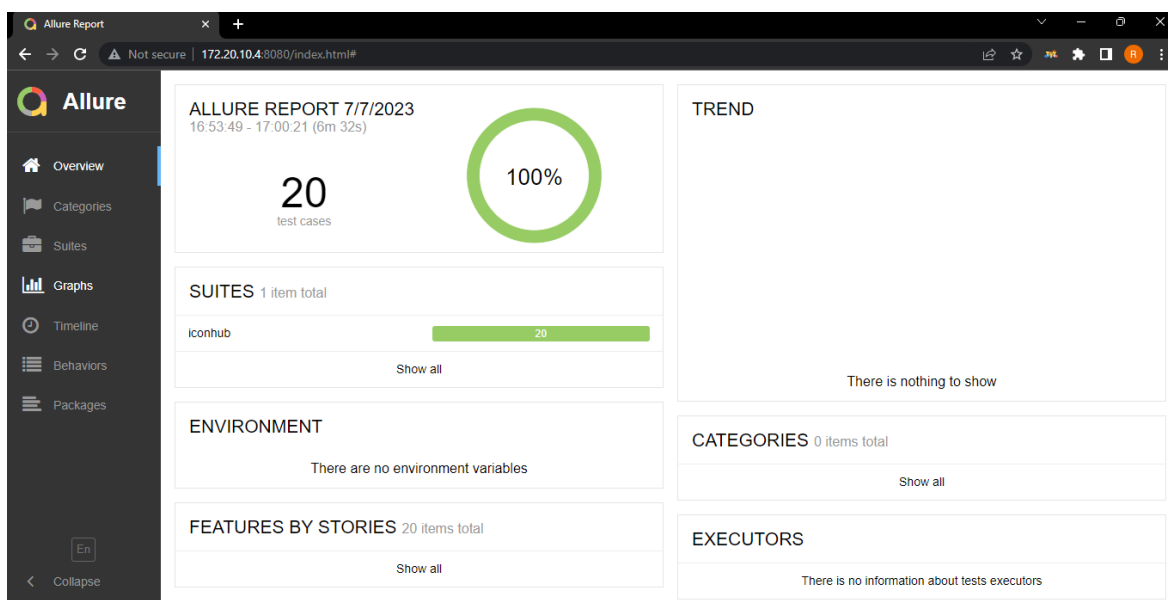 Allure Report
Not secure | 172.20.10.4:8080/index.html#
R
Allure
Overview
Categories
Suites
Graphs
Timeline
Behaviors
Packages
En
Collapse
ALLURE REPORT 7/7/2023
16:53:49 - 17:00:21 (6m 32s)
20
test cases
100%
SUITES 1 item total
iconhub 20
Show all
ENVIRONMENT
There are no environment variables
FEATURES BY STORIES 20 items total
Show all
TREND
There is nothing to show
CATEGORIES 0 items total
Show all
EXECUTORS
There is no information about tests executors